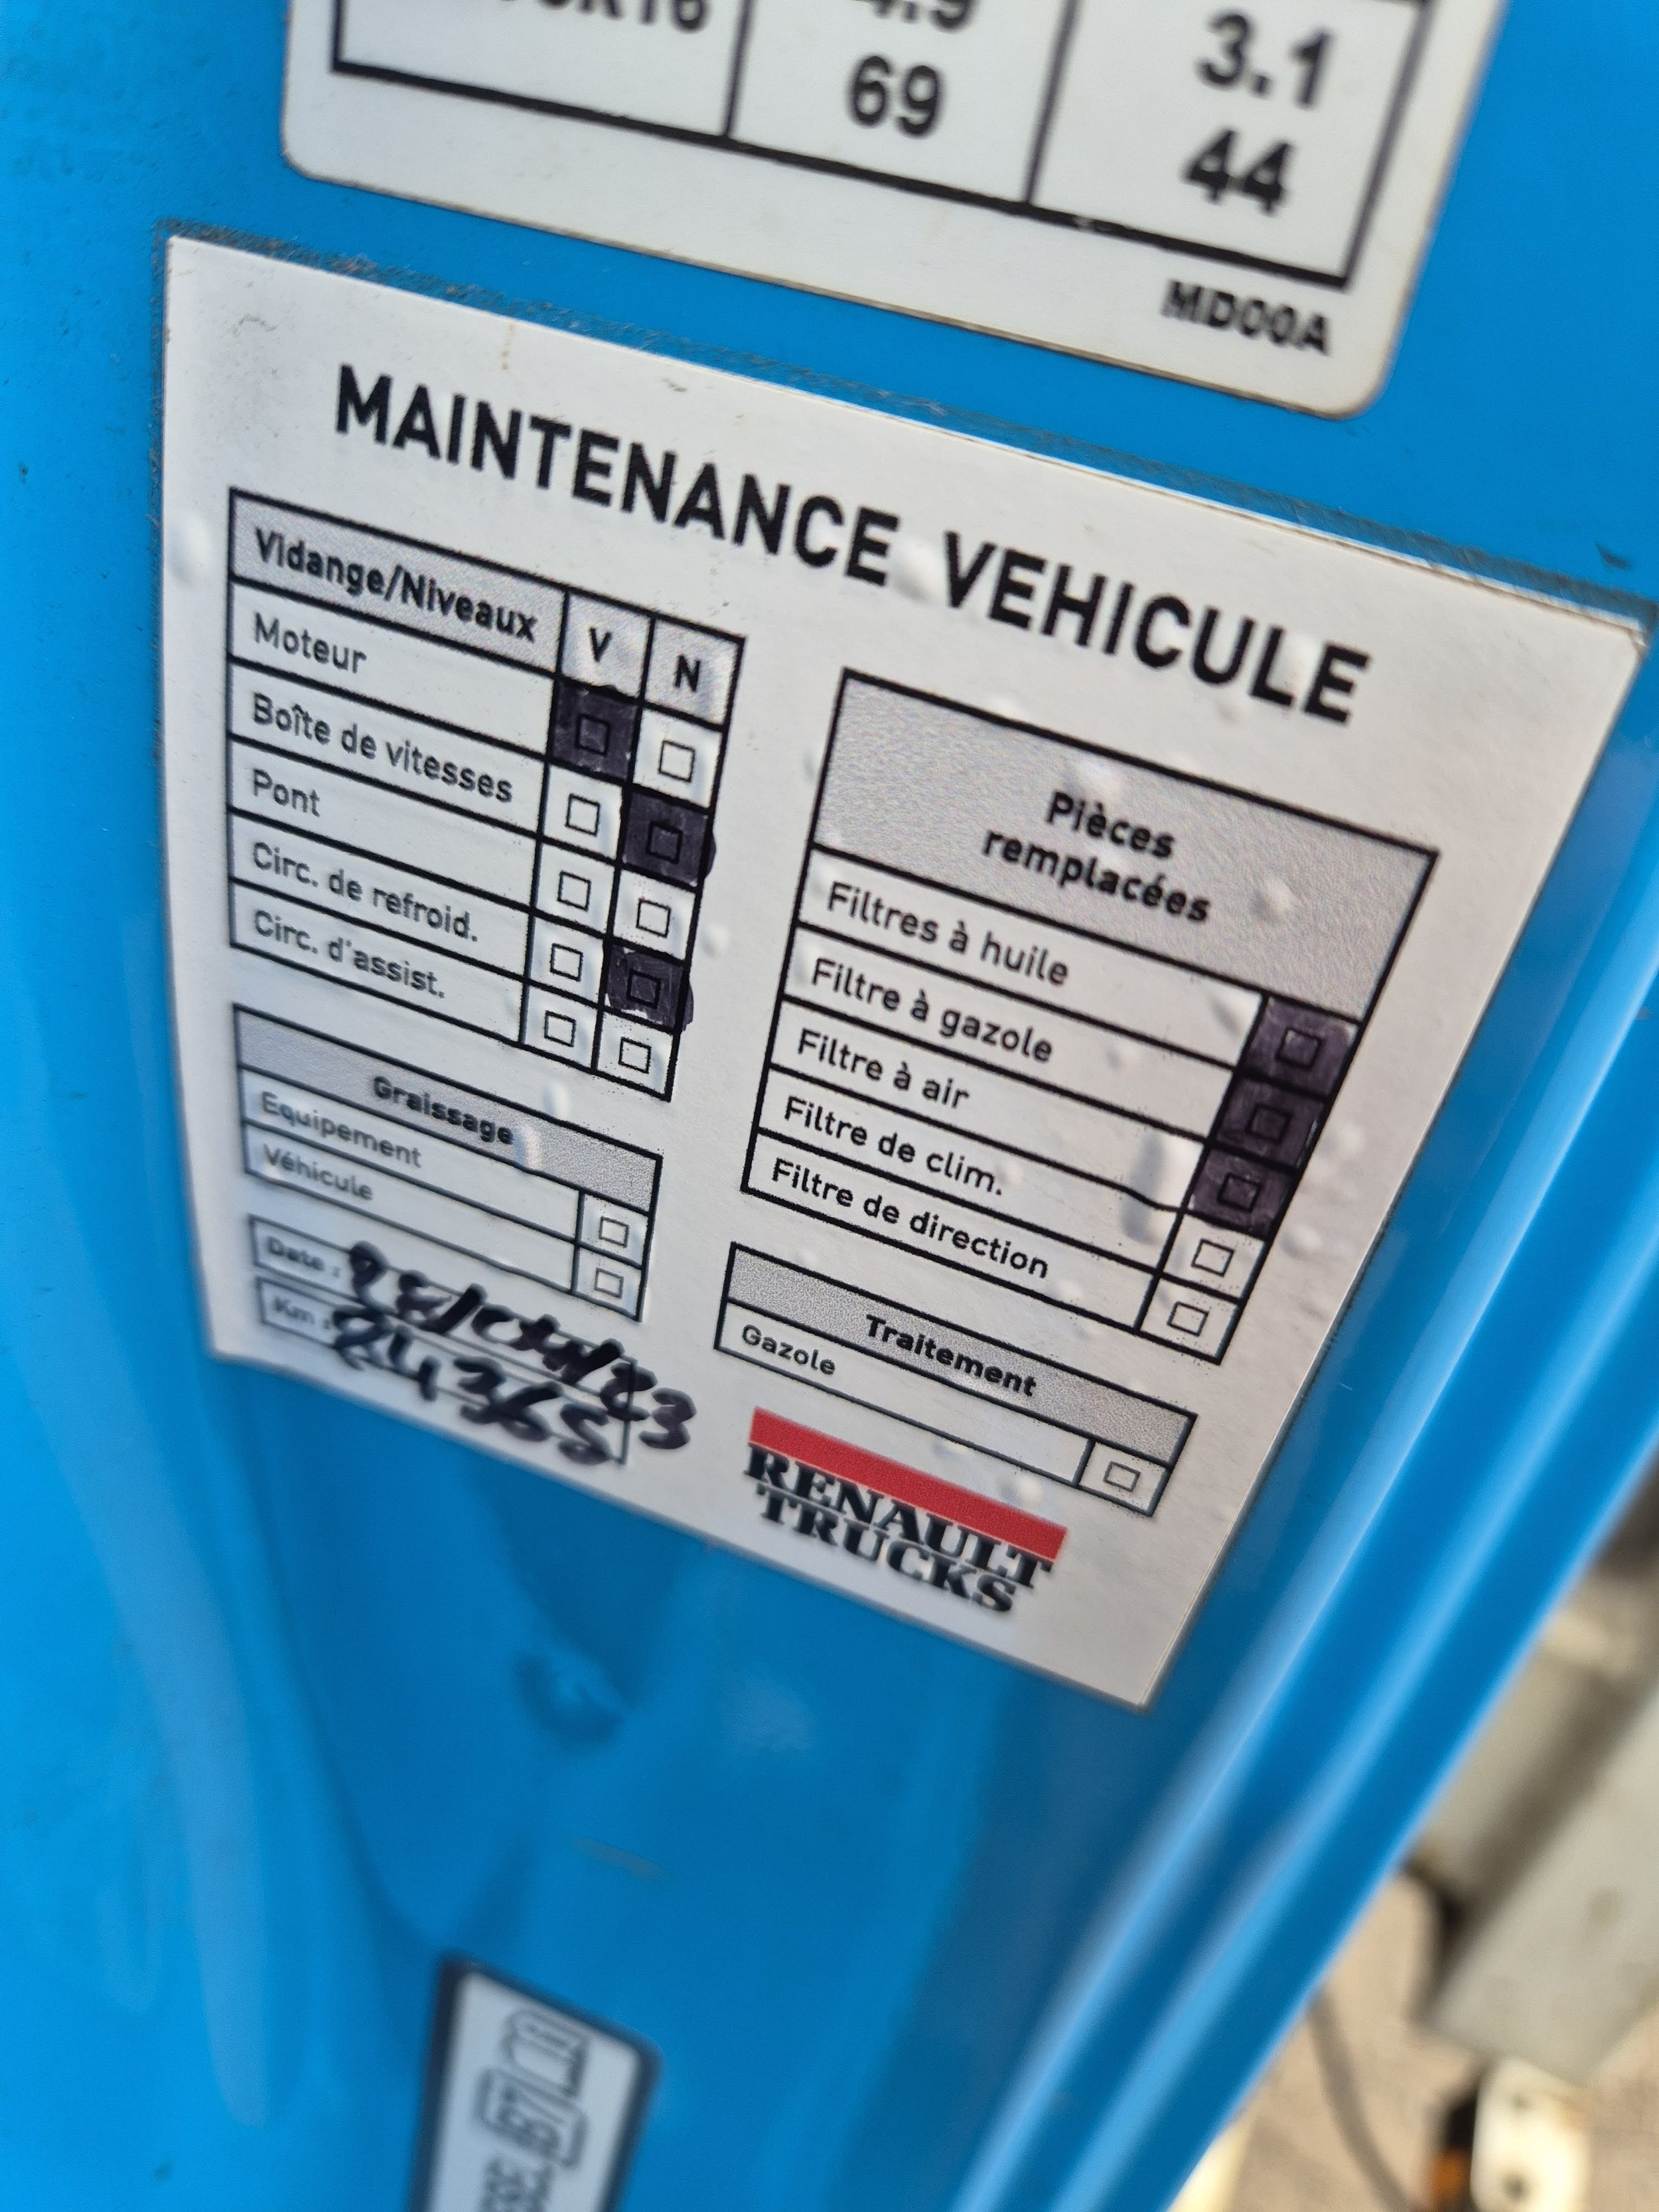 69
3.1
44
MD00A
MAINTENANCE VEHICULE
Vidange/Niveaux V N
Moteur
Boîte de vitesses
Pont
Circ. de refroid.
Circ. d'assist.
Graissage
Equipement
Véhicule
Date :
Km : 84365
Pièces
remplacées
Filtres à huile
Filtre à gazole
Filtre à air
Filtre de clim.
Filtre de direction
Traitement
Gazole
RENAULT
TRUCKS